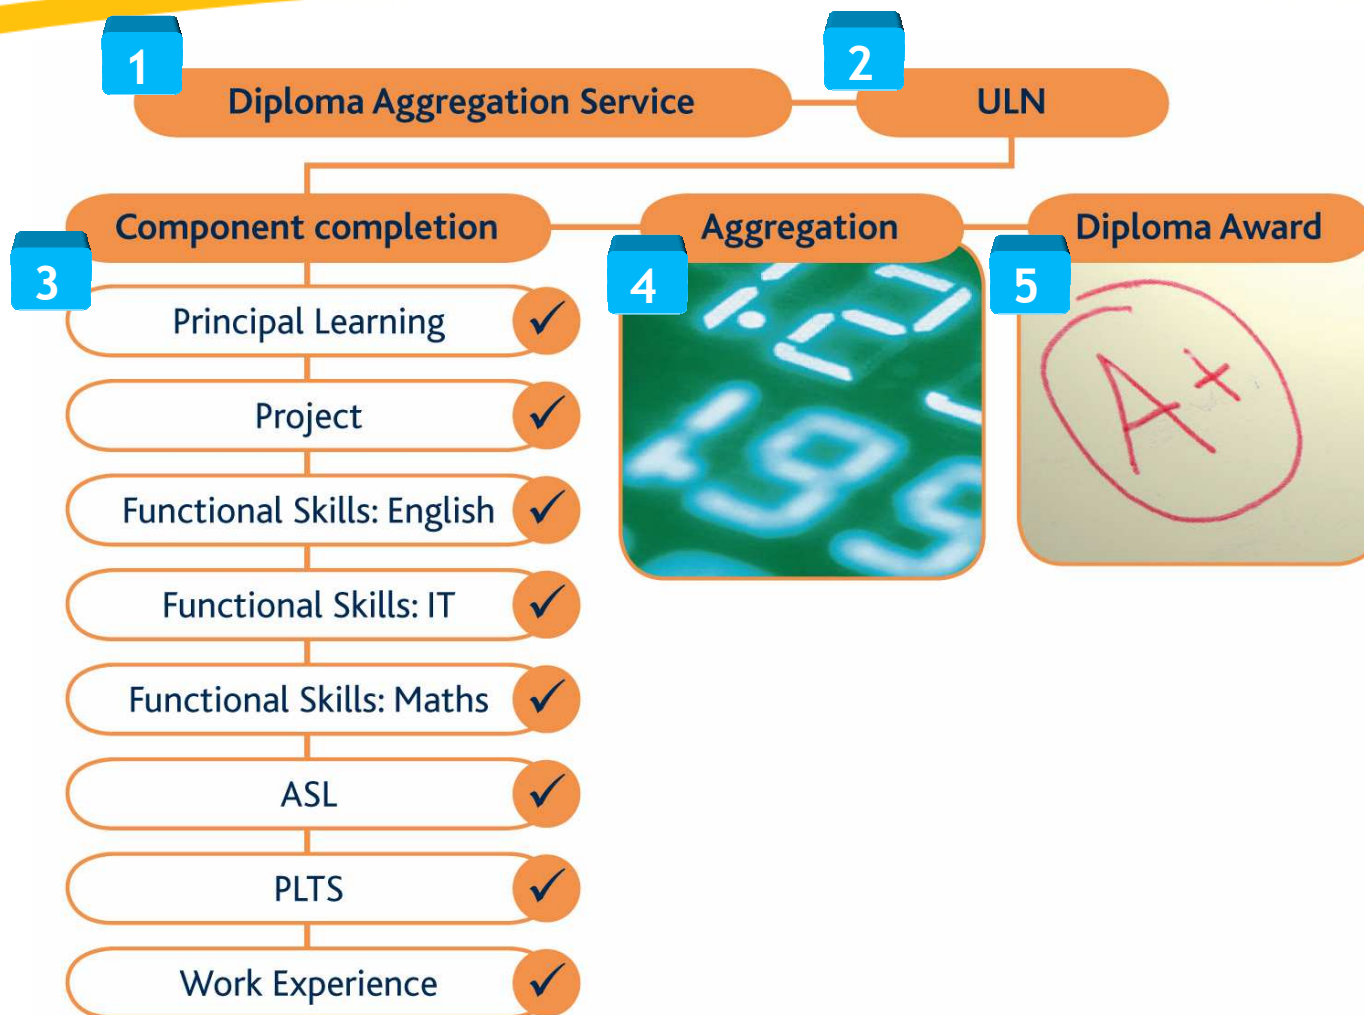 1
Diploma Aggregation Service
2
ULN
3
Component completion
4
Aggregation
5
Diploma Award
Principal Learning
Project
Functional Skills: English
Functional Skills: IT
Functional Skills: Maths
ASL
PLTS
Work Experience
A+